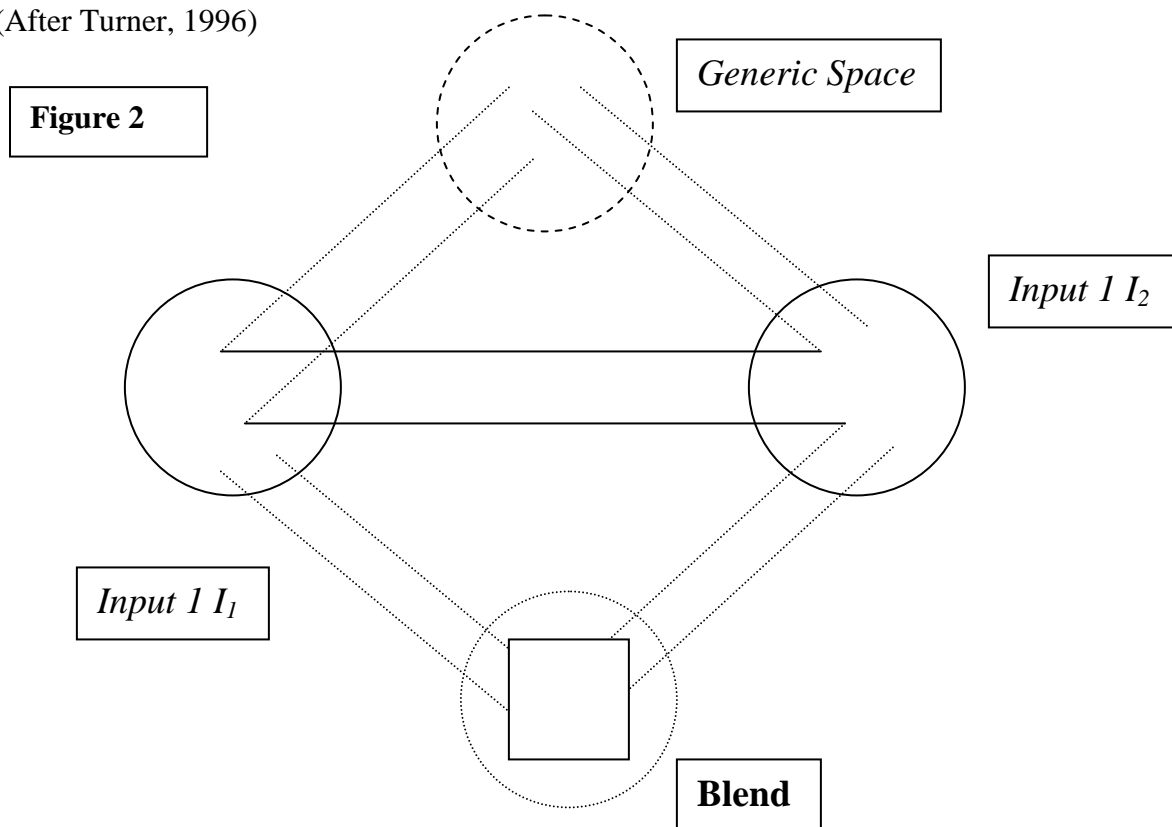 (After Turner, 1996)
Generic Space
Figure 2
Input 1 I₂
Input 1 I₁
Blend